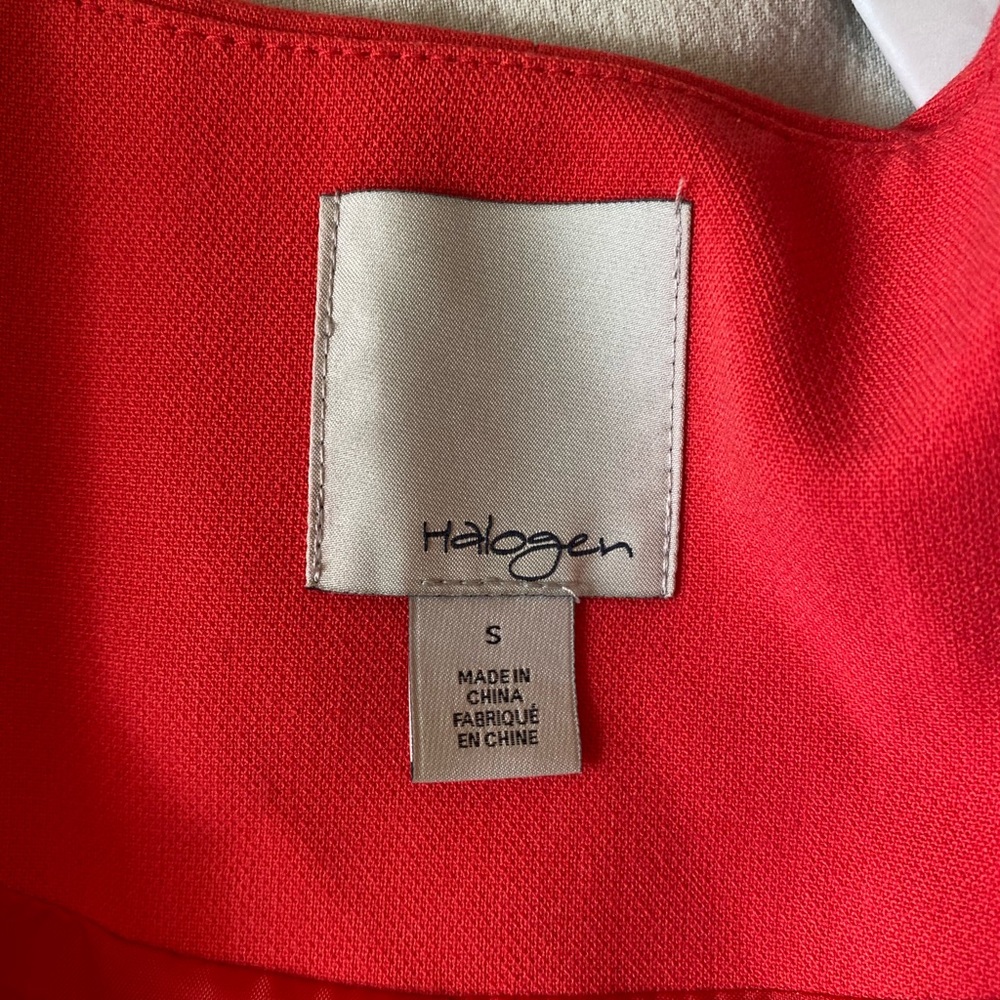 Halogen
S
MADE IN
CHINA
FABRIQUÉ
EN CHINE